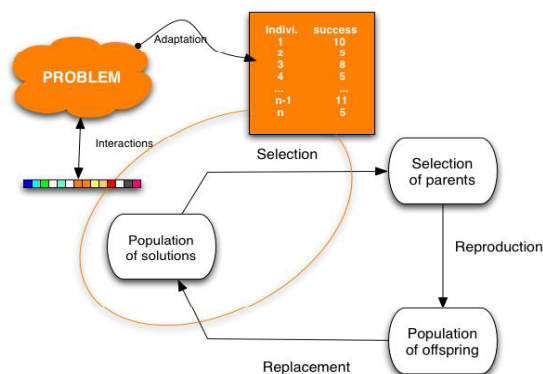 Indivi. success
1 10
2 5
3 8
4 5
... ...
n-1 11
n 5
Adaptation
PROBLEM
Interactions
Selection
Selection
of parents
Population
of solutions
Reproduction
Population
of offspring
Replacement